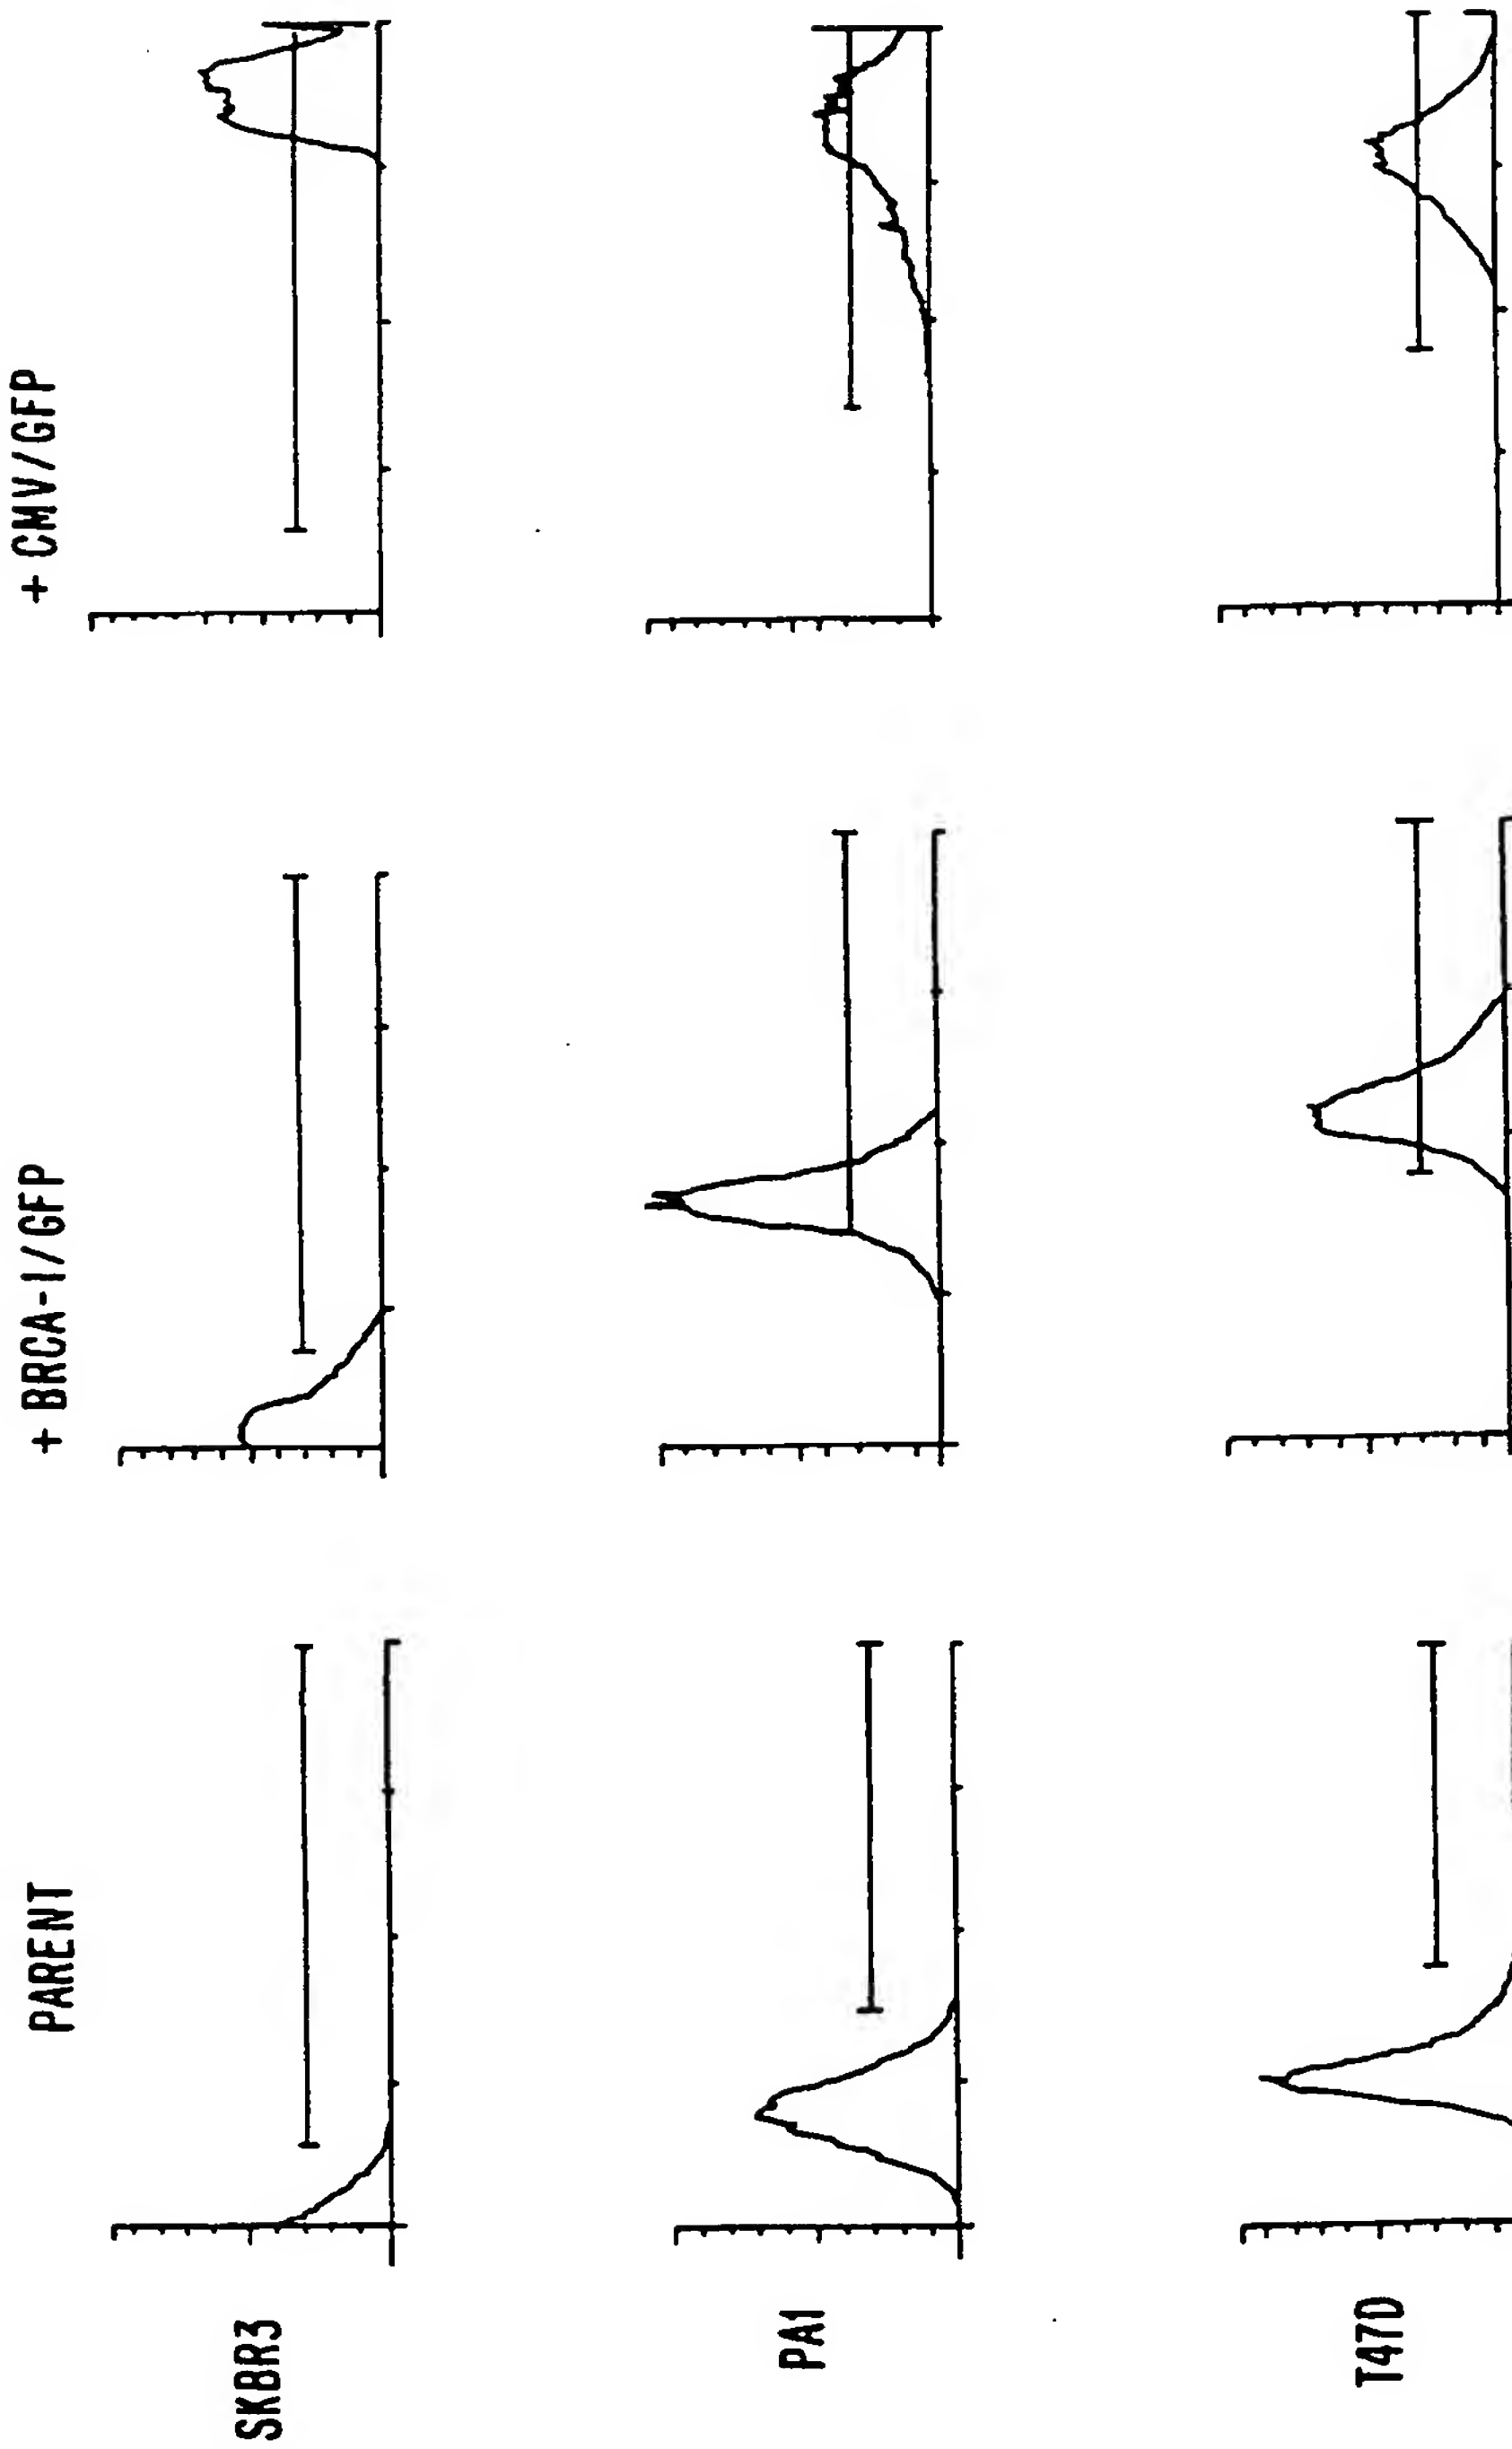 PARENT
+ BRCA-1/GFP
+ CMV/GFP
SKBR3
PA1
T47D